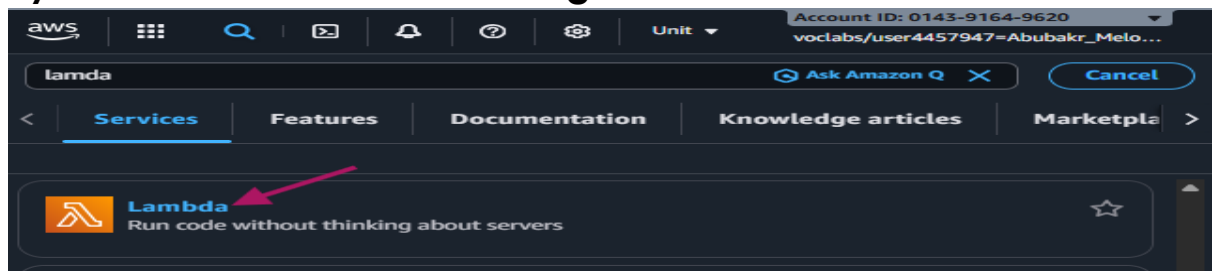 aws
Unit
Account ID: 0143-9164-9620
voclabs/user4457947=Abubakr_Melo...
lamda
Ask Amazon Q
Cancel
Services Features Documentation Knowledge articles Marketpla
Lambda
Run code without thinking about servers